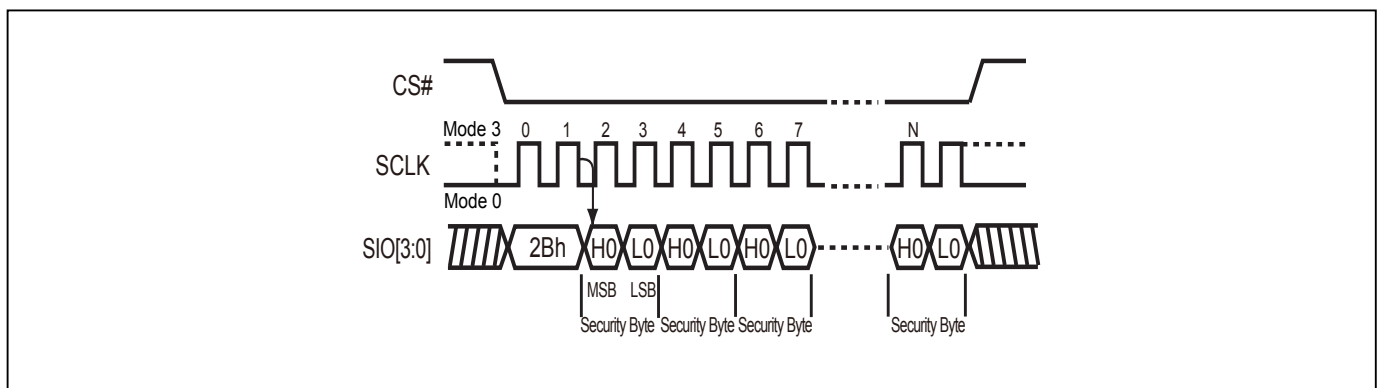 CS#
Mode 3 0 1 2 3 4 5 6 7 N
SCLK
Mode 0
SIO[3:0] 2Bh H0 L0 H0 L0 H0 L0 H0 L0
MSB LSB
Security Byte Security Byte Security Byte Security Byte